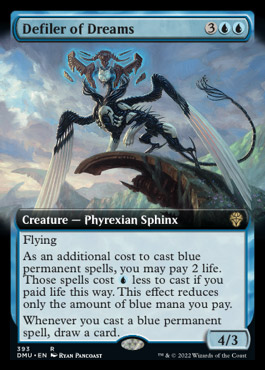 Defiler of Dreams 3
Creature — Phyrexian Sphinx
Flying
As an additional cost to cast blue
permanent spells, you may pay 2 life.
Those spells cost less to cast if you
paid life this way. This effect reduces
only the amount of blue mana you pay.
Whenever you cast a blue permanent
spell, draw a card.
4/3
393 R
DMU • EN RYAN PANCOAST
™ & © 2022 Wizards of the Coast